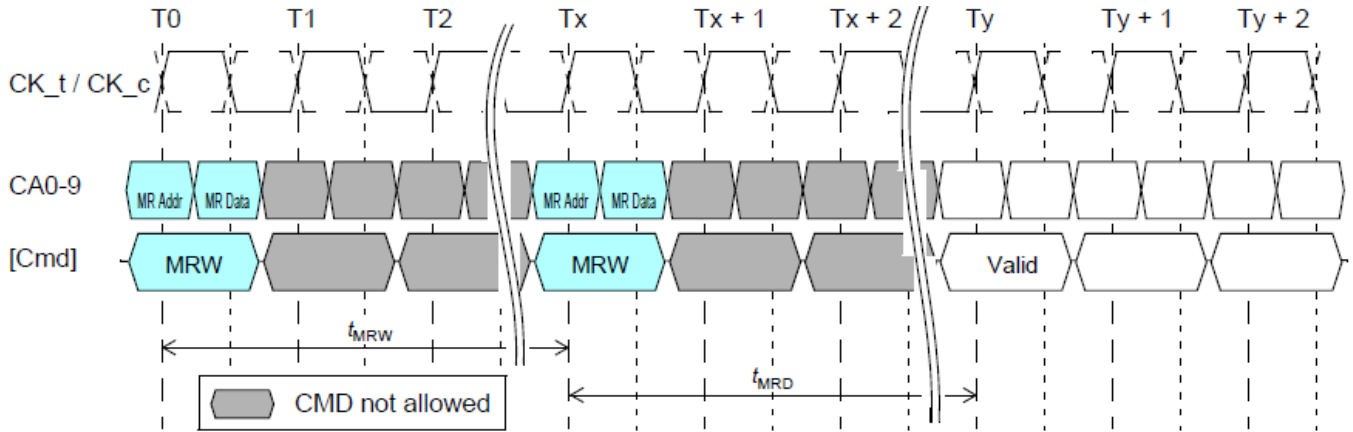 T0 T1 T2 Tx Tx + 1 Tx + 2 Ty Ty + 1 Ty + 2
CK_t / CK_c
CA0-9 MR Addr MR Data MR Addr MR Data
[Cmd] MRW MRW Valid
tMRW
tMRD
CMD not allowed